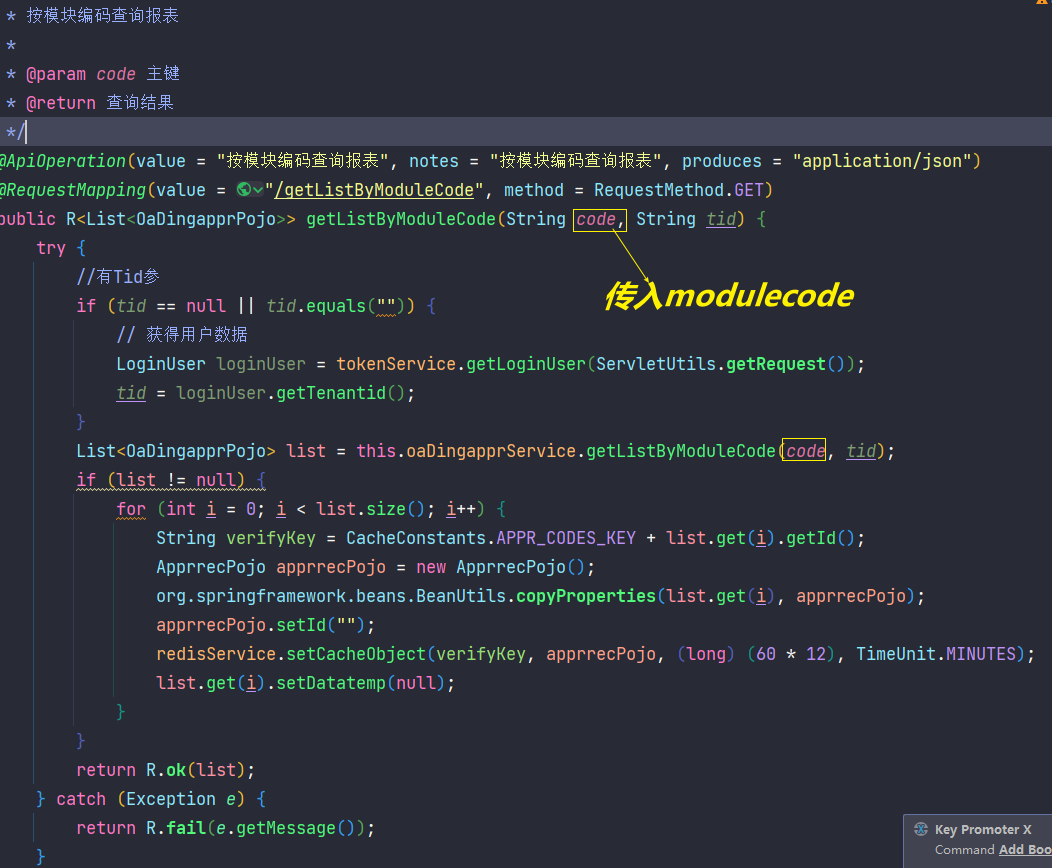 * 按模块编码查询报表
*
* @param code 主键
* @return 查询结果
*/
@ApiOperation(value = "按模块编码查询报表", notes = "按模块编码查询报表", produces = "application/json")
@RequestMapping(value = "/getListByModuleCode", method = RequestMethod.GET)
public R<List<OaDingapprPojo>> getListByModuleCode(String code, String tid) {
传入modulecode
try {
//有Tid参
if (tid == null || tid.equals("")) {
// 获得用户数据
LoginUser loginUser = tokenService.getLoginUser(ServletUtils.getRequest());
tid = loginUser.getTenantid();
}
List<OaDingapprPojo> list = this.oaDingapprService.getListByModuleCode(code, tid);
if (list != null) {
for (int i = 0; i < list.size(); i++) {
String verifyKey = CacheConstants.APPR_CODES_KEY + list.get(i).getId();
ApprrecPojo apprrecPojo = new ApprrecPojo();
org.springframework.beans.BeanUtils.copyProperties(list.get(i), apprrecPojo);
apprrecPojo.setId("");
redisService.setCacheObject(verifyKey, apprrecPojo, (long) (60 * 12), TimeUnit.MINUTES);
list.get(i).setDatatemp(null);
}
}
return R.ok(list);
} catch (Exception e) {
return R.fail(e.getMessage());
}
Key Promoter X
Command Add Boo